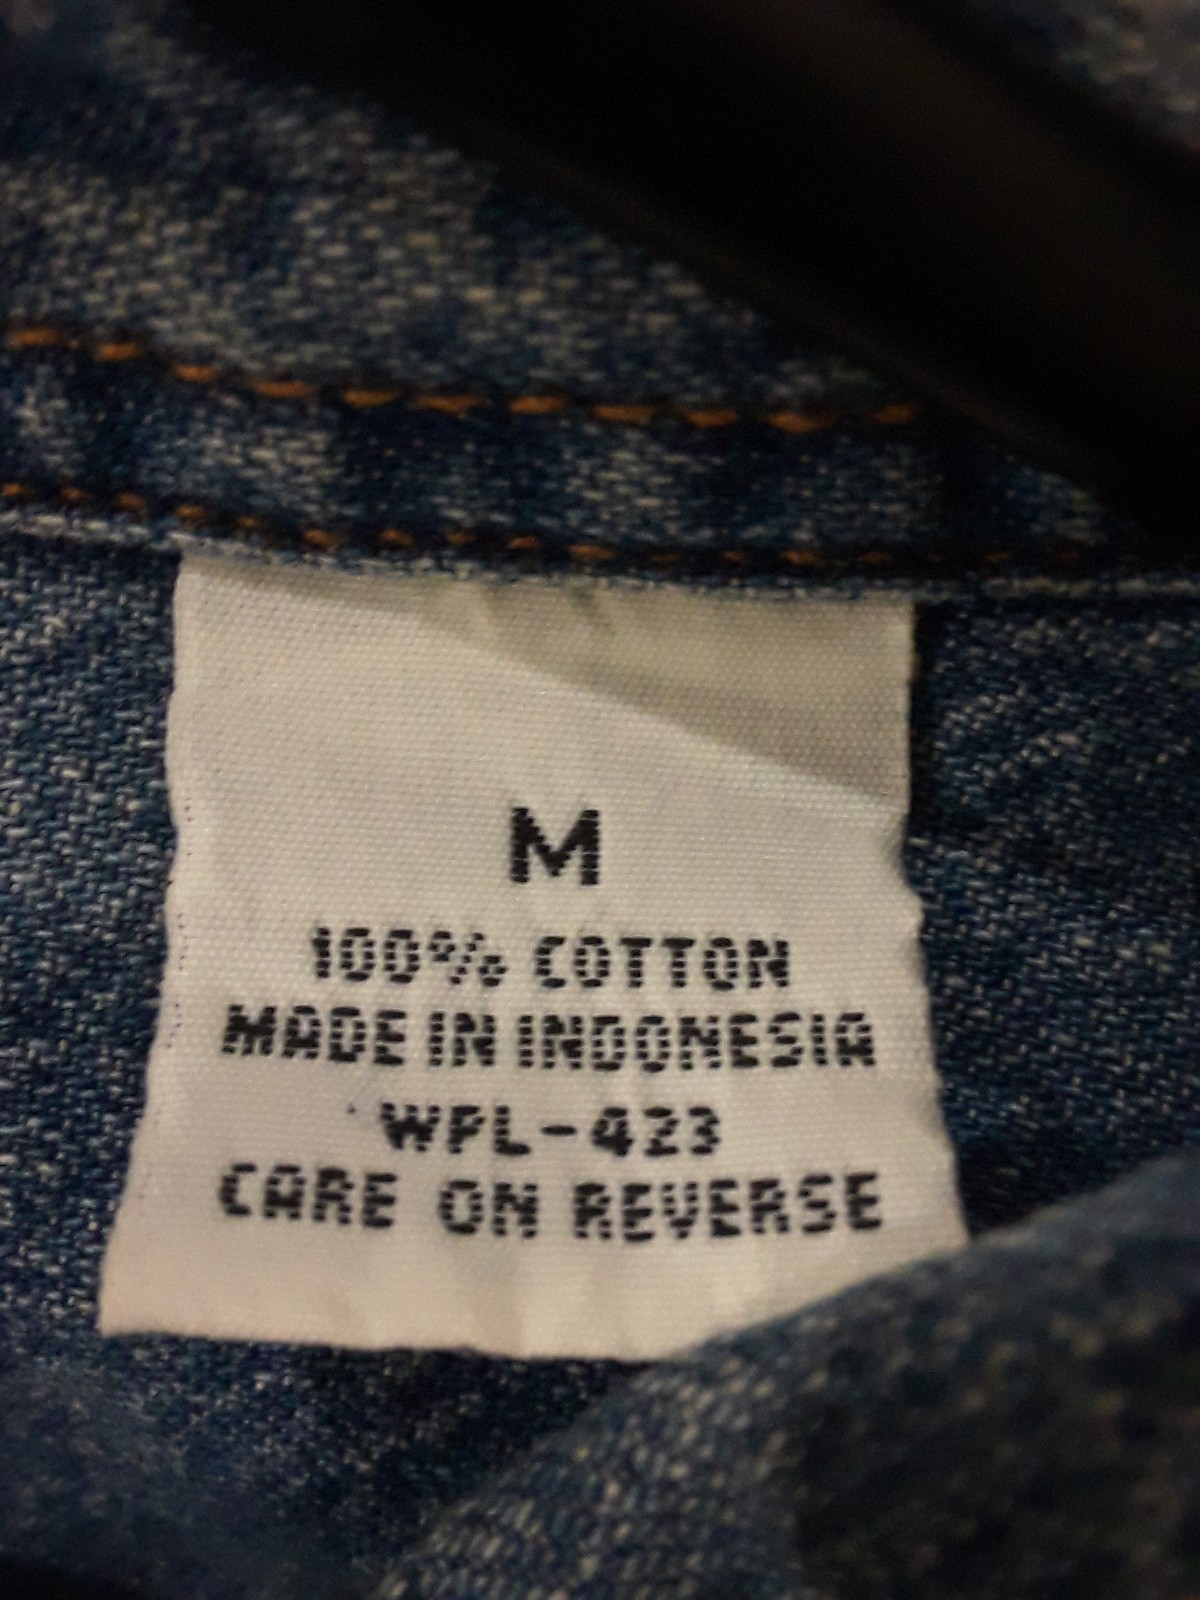 M
100% COTTON
MADE IN INDONESIA
WPL-423
CARE ON REVERSE